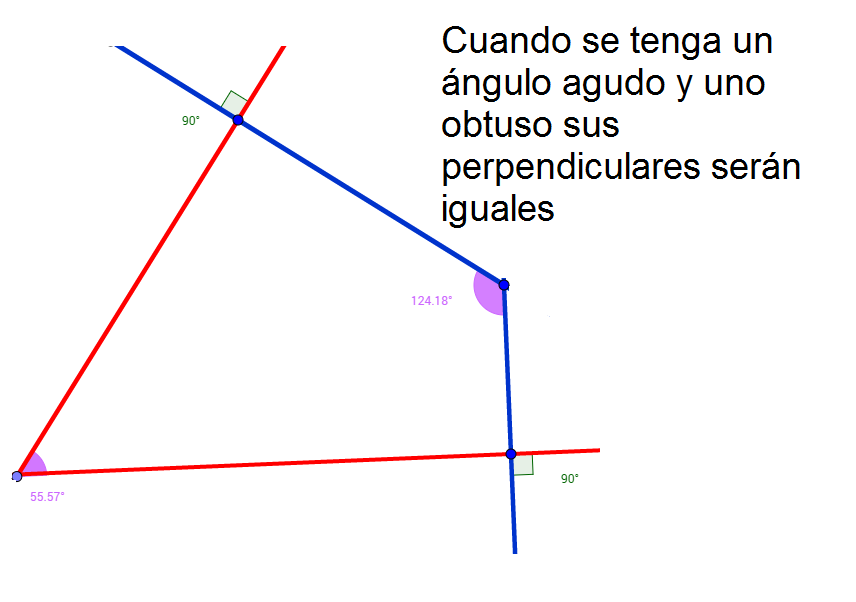 Cuando se tenga un
ángulo agudo y uno
obtuso sus
perpendiculares serán
iguales
90°
124.18°
90°
55.57°